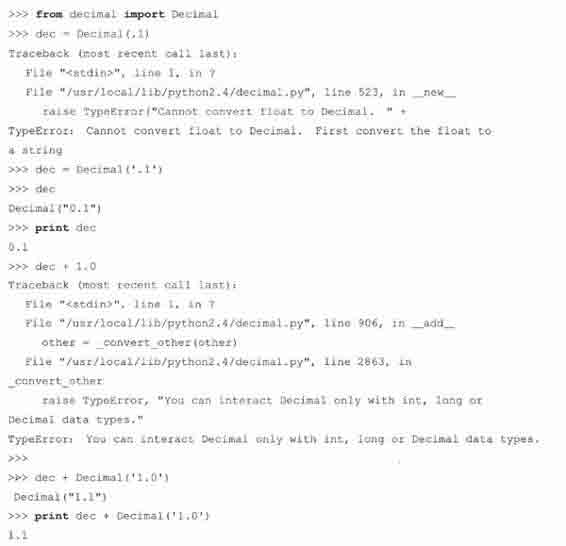 >>> from decimal import Decimal
>>> dec = Decimal(.1)
Traceback (most recent call last):
File "<stdin>", line 1, in ?
File "/usr/local/lib/python2.4/decimal.py", line 523, in __new__
raise TypeError("Cannot convert float to Decimal. " +
TypeError: Cannot convert float to Decimal. First convert the float to
a string
>>> dec = Decimal('.1')
>>> dec
Decimal("0.1")
>>> print dec
0.1
>>> dec + 1.0
Traceback (most recent call last):
File "<stdin>", line 1, in ?
File "/usr/local/lib/python2.4/decimal.py", line 906, in __add__
other = _convert_other(other)
File "/usr/local/lib/python2.4/decimal.py", line 2863, in
_convert_other
raise TypeError, "You can interact Decimal only with int, long or
Decimal data types."
TypeError: You can interact Decimal only with int, long or Decimal data types.
>>>
>>> dec + Decimal('1.0')
Decimal("1.1")
>>> print dec + Decimal('1.0')
1.1